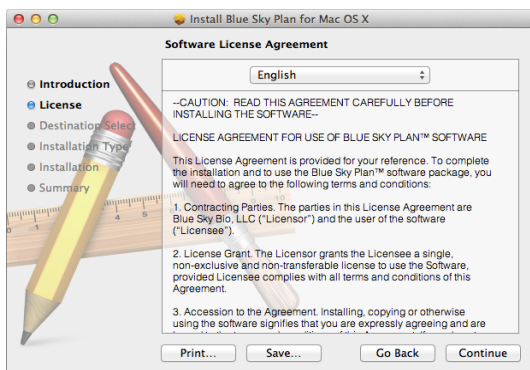 Install Blue Sky Plan for Mac OS X
Software License Agreement
Introduction
License
Destination Select
Installation Type
Installation
Summary
English
--CAUTION: READ THIS AGREEMENT CAREFULLY BEFORE
INSTALLING THE SOFTWARE--
LICENSE AGREEMENT FOR USE OF BLUE SKY PLAN™ SOFTWARE
This License Agreement is provided for your reference. To complete
the installation and to use the Blue Sky Plan™ software package, you
will need to agree to the following terms and conditions:
1. Contracting Parties. The parties in this License Agreement are
Blue Sky Bio, LLC ("Licensor") and the user of the software
("Licensee").
2. License Grant. The Licensor grants the Licensee a single,
non-exclusive and non-transferable license to use the Software,
provided Licensee complies with all terms and conditions of this
Agreement.
3. Accession to the Agreement. Installing, copying or otherwise
using the software signifies that you are expressly agreeing and are
Print...
Save...
Go Back
Continue